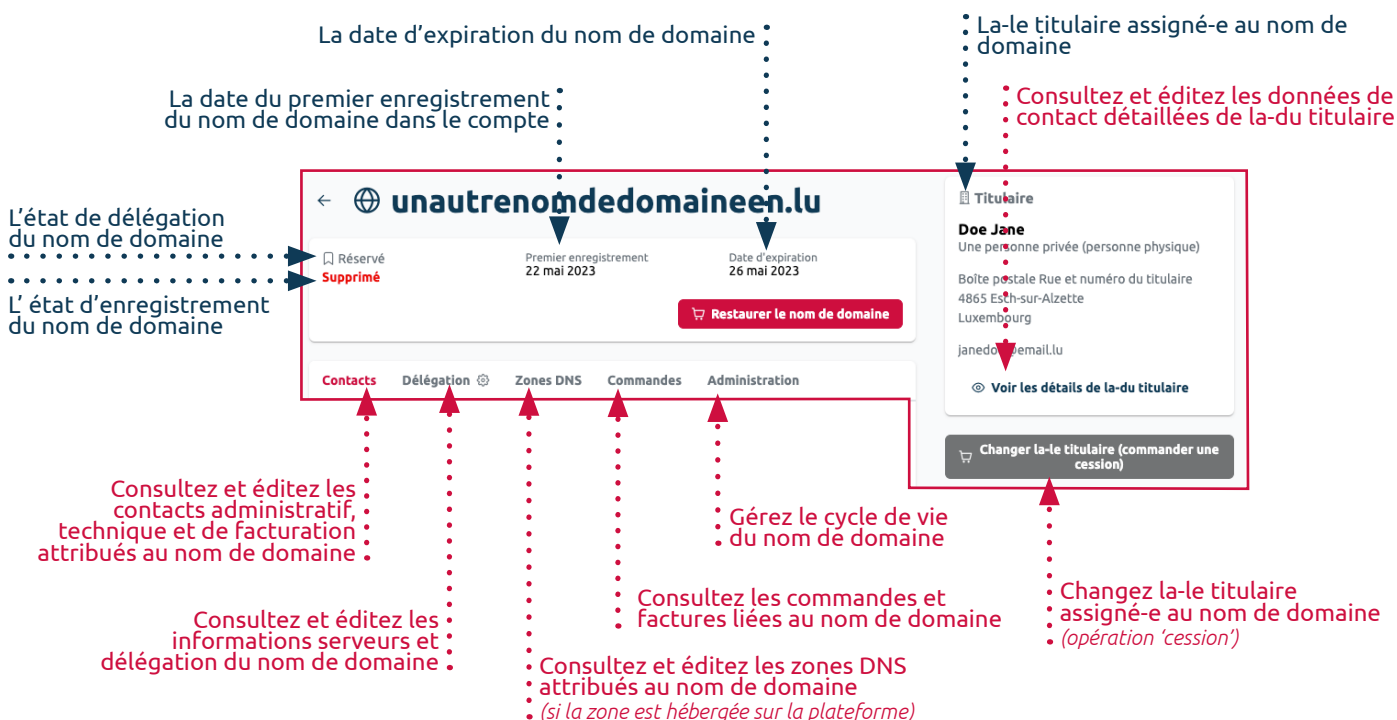 La-le titulaire assigné-e au nom de
domaine
La date d'expiration du nom de domaine
La date du premier enregistrement
du nom de domaine dans le compte
Consultez et éditez les données de
contact détaillées de la-du titulaire
L'état de délégation
du nom de domaine
L' état d'enregistrement
du nom de domaine
← unautrenomdedomaineen.lu
Réservé
Supprimé
Premier enregistrement
22 mai 2023
Date d'expiration
26 mai 2023
Restaurer le nom de domaine
Titulaire
Doe Jane
Une personne privée (personne physique)
Boîte postale Rue et numéro du titulaire
4865 Esch-sur-Alzette
Luxembourg
Voir les détails de la-du titulaire
Changer la-le titulaire (commander une
cession)
Contacts Délégation Zones DNS Commandes Administration
Consultez et éditez les
contacts administratif,
technique et de facturation
attribués au nom de domaine
Gérez le cycle de vie
du nom de domaine
Consultez et éditez les
informations serveurs et
délégation du nom de domaine
Consultez les commandes et
factures liées au nom de domaine
Changez la-le titulaire
assigné-e au nom de domaine
(opération 'cession')
Consultez et éditez les zones DNS
attribués au nom de domaine
(si la zone est hébergée sur la plateforme)